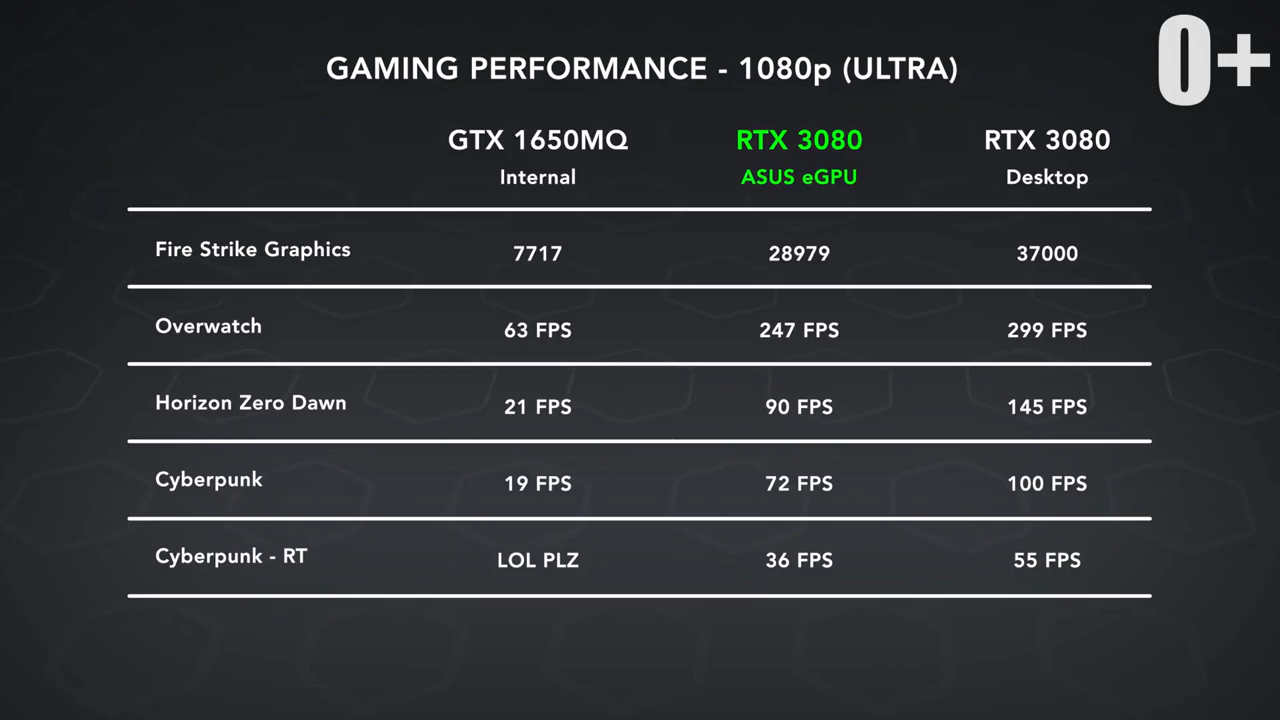 0+
GAMING PERFORMANCE - 1080p (ULTRA)
GTX 1650MQ RTX 3080 RTX 3080
Internal ASUS eGPU Desktop
Fire Strike Graphics 7717 28979 37000
Overwatch 63 FPS 247 FPS 299 FPS
Horizon Zero Dawn 21 FPS 90 FPS 145 FPS
Cyberpunk 19 FPS 72 FPS 100 FPS
Cyberpunk - RT LOL PLZ 36 FPS 55 FPS